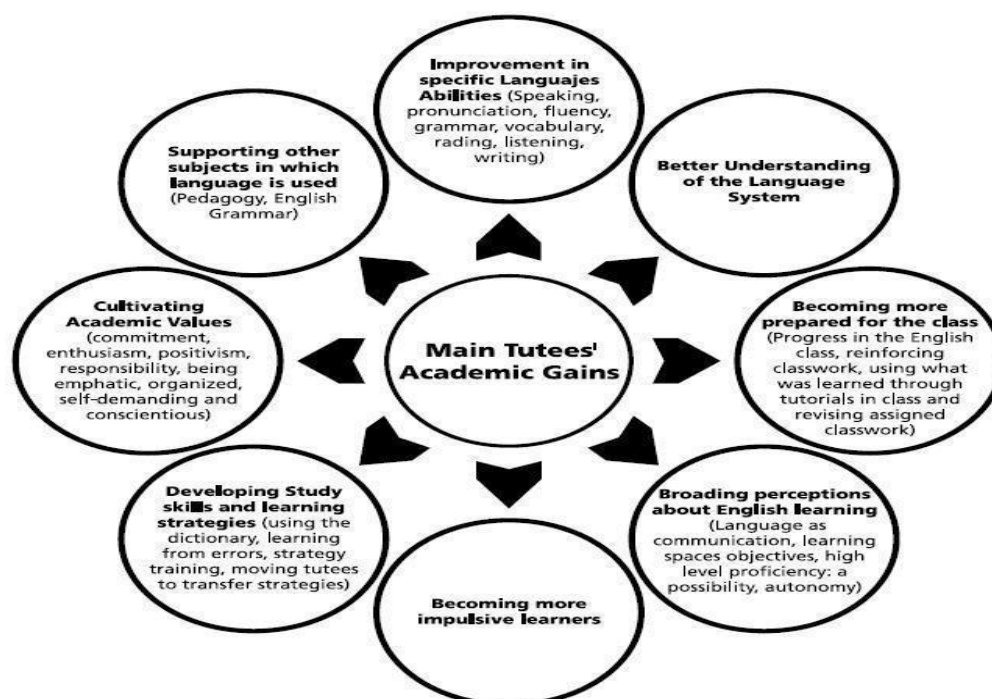 Improvement in
specific Languajes
Abilities (Speaking,
pronunciation, fluency,
grammar, vocabulary,
rading, listening,
writing)
Supporting other
subjects in which
language is used
(Pedagogy, English
Grammar)
Better Understanding
of the Language
System
Cultivating
Academic Values
(commitment,
enthusiasm, positivism,
responsibility, being
emphatic, organized,
self-demanding and
conscientious)
Main Tutees'
Academic Gains
Becoming more
prepared for the class
(Progress in the English
class, reinforcing
classwork, using what
was learned through
tutorials in class and
revising assigned
classwork)
Developing Study
skills and learning
strategies (using the
dictionary, learning
from errors, strategy
training, moving tutees
to transfer strategies)
Broading perceptions
about English learning
(Language as
communication, learning
spaces objectives, high
level proficiency: a
possibility, autonomy)
Becoming more
impulsive learners